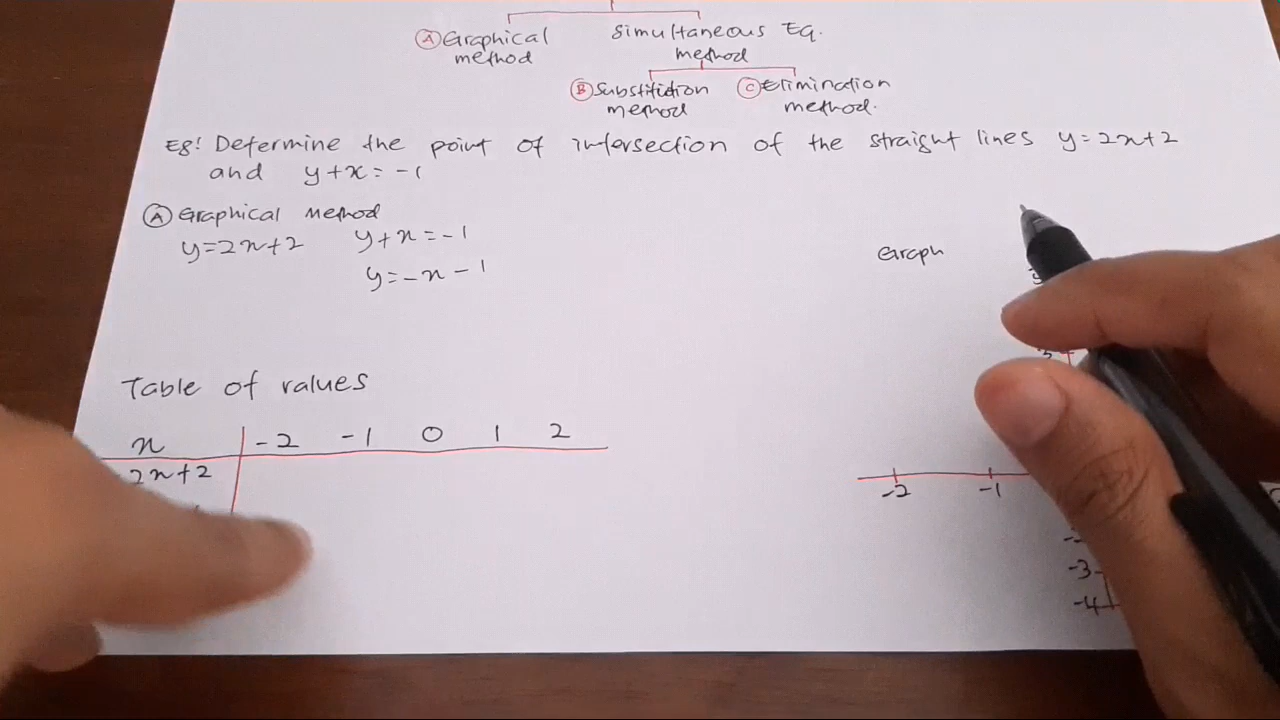 Ⓐ Graphical method
Simultaneous Eq. method
Ⓑ Substitution method
Ⓒ Elimination method.
Eg: Determine the point of intersection of the straight lines y=2x+2
and y+x=-1
Ⓐ Graphical Method
y=2x+2 y+x=-1
y=-x-1
Graph
Table of values
x -2 -1 0 1 2
2x+2
-2 -1
-3
-4